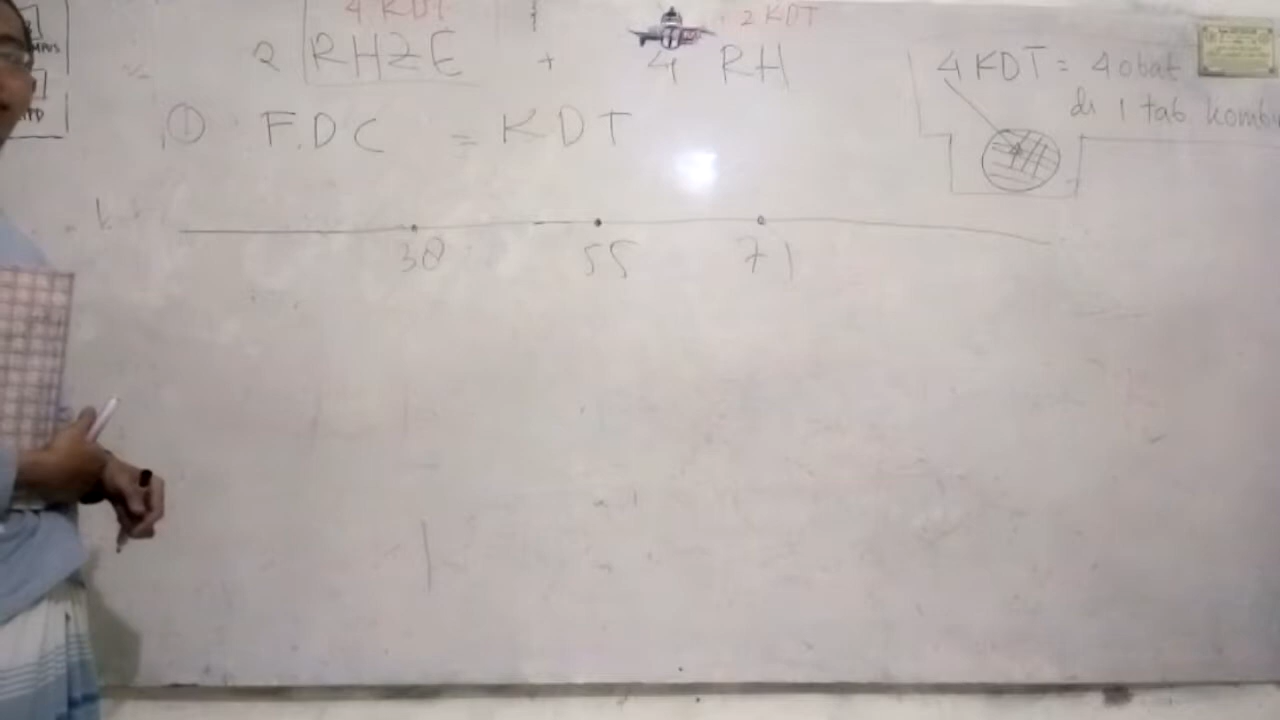 4 KDT
2 KDT
2 RHZE + 4 RH
① F.DC = KDT
38 55 71
4 KDT = 4 obat
di 1 tab kombi